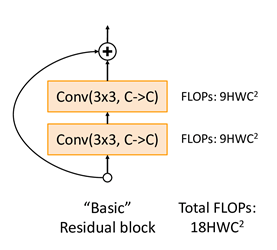 +
Conv(3x3, C->C) FLOPs: 9HWC²
Conv(3x3, C->C) FLOPs: 9HWC²
“Basic” Total FLOPs:
Residual block 18HWC²